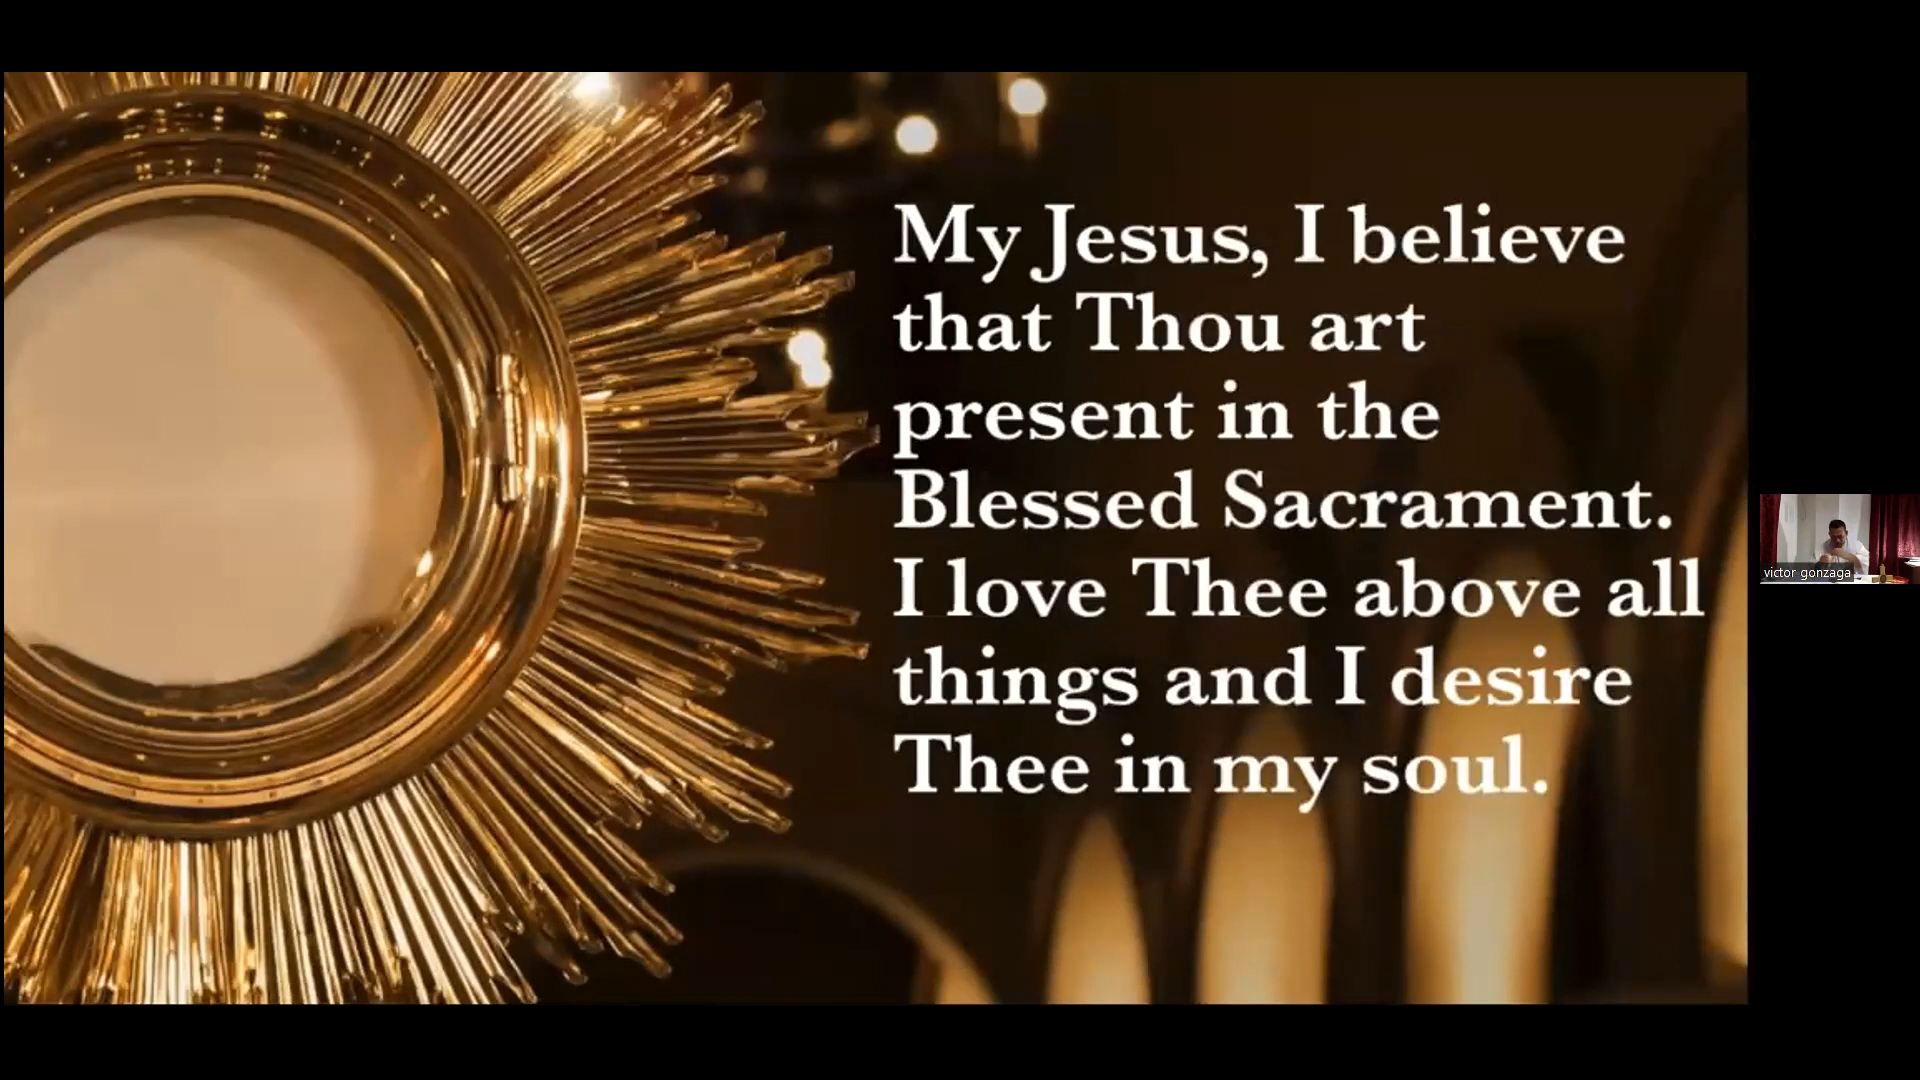 My Jesus, I believe
that Thou art
present in the
Blessed Sacrament.
I love Thee above all
things and I desire
Thee in my soul.
victor gonzaga